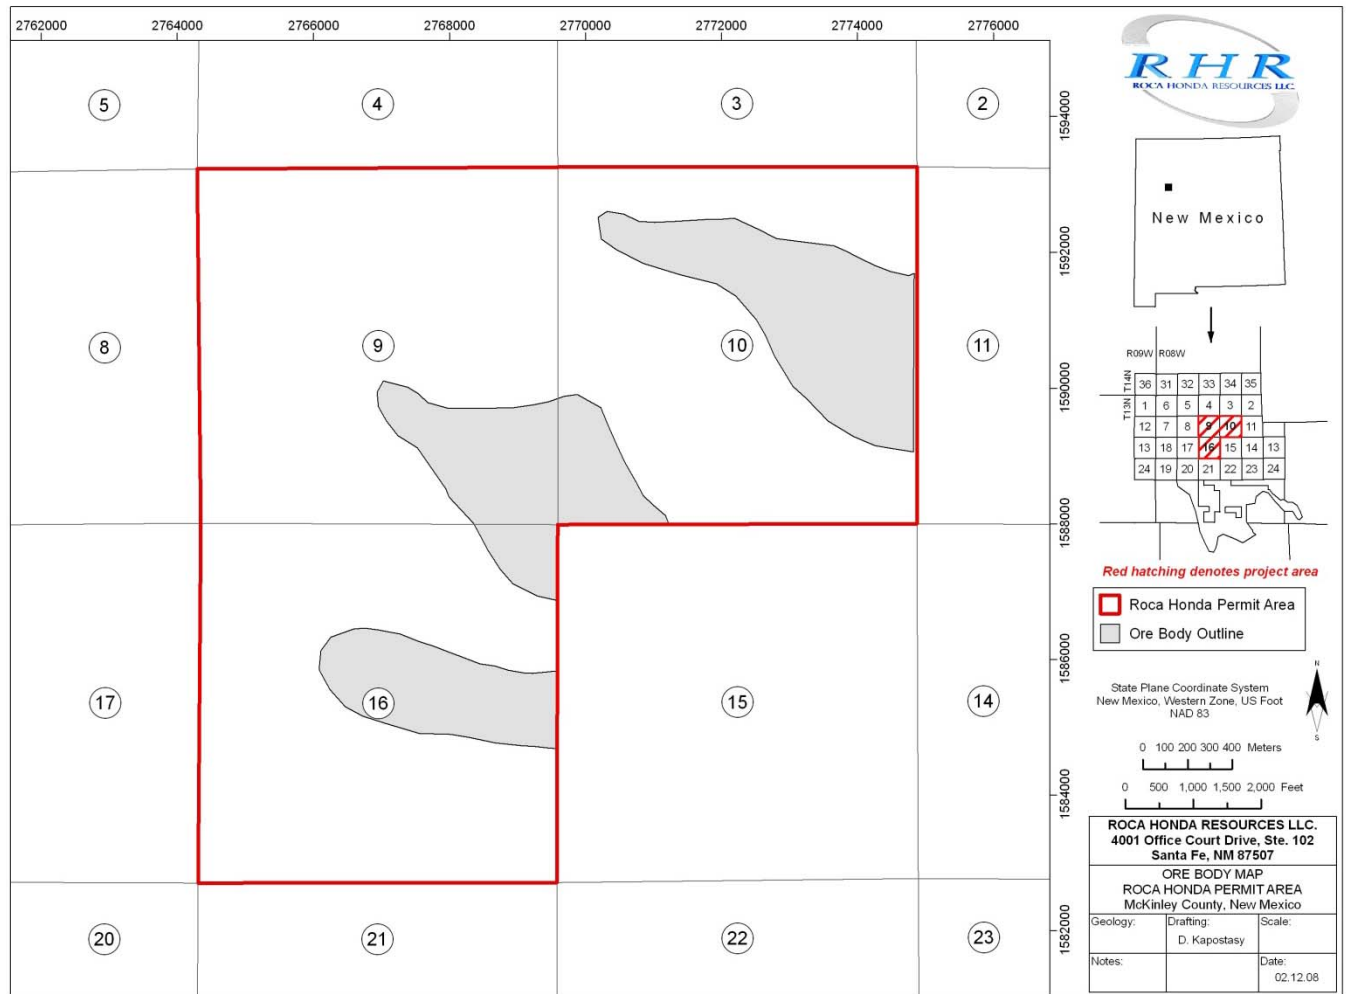 2762000 2764000 2766000 2768000 2770000 2772000 2774000 2776000
5 4 3 2
8 9 10 11
17 16 15 14
20 21 22 23
1594000
1592000
1590000
1588000
1586000
1584000
1582000
RHR
ROCA HONDA RESOURCES LLC.
New Mexico
R09W R08W
T14N
T13N
36 31 32 33 34 35
1 6 5 4 3 2
12 7 8 9 10 11
13 18 17 16 15 14 13
24 19 20 21 22 23 24
Red hatching denotes project area
Roca Honda Permit Area
Ore Body Outline
State Plane Coordinate System
New Mexico, Western Zone, US Foot
NAD 83
N
S
0 100 200 300 400 Meters
0 500 1,000 1,500 2,000 Feet
ROCA HONDA RESOURCES LLC.
4001 Office Court Drive, Ste. 102
Santa Fe, NM 87507
ORE BODY MAP
ROCA HONDA PERMIT AREA
McKinley County, New Mexico
Geology: Drafting: Scale:
D. Kapostasy
Notes: Date:
02.12.08